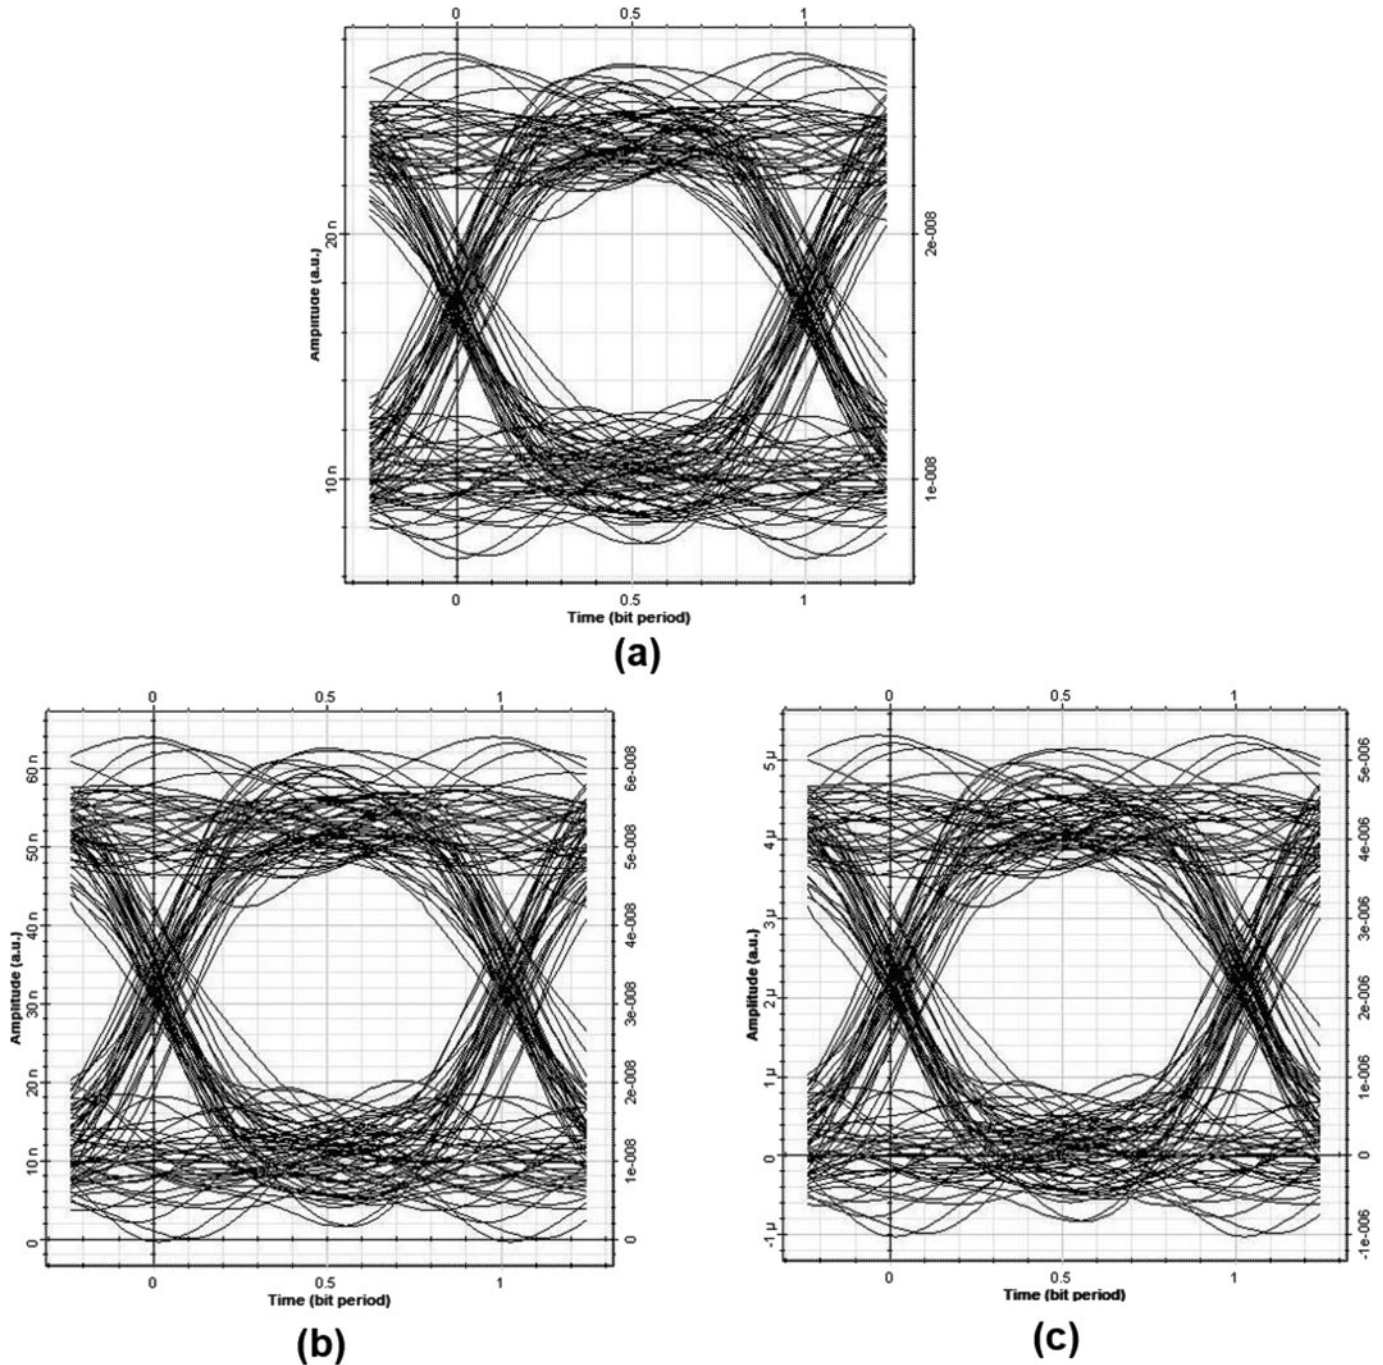 0 0.5 1
Amplitude (a.u.)
20 n
10 n
2e-008
1e-008
0 0.5 1
Time (bit period)
(a)
0 0.5 1
Amplitude (a.u.)
60 n
50 n
40 n
30 n
20 n
10 n
0
6e-008
5e-008
4e-008
3e-008
2e-008
1e-008
0
0 0.5 1
Time (bit period)
(b)
0 0.5 1
Amplitude (a.u.)
5 µ
4 µ
3 µ
2 µ
1 µ
0
-1 µ
5e-006
4e-006
3e-006
2e-006
1e-006
0
-1e-006
0 0.5 1
Time (bit period)
(c)